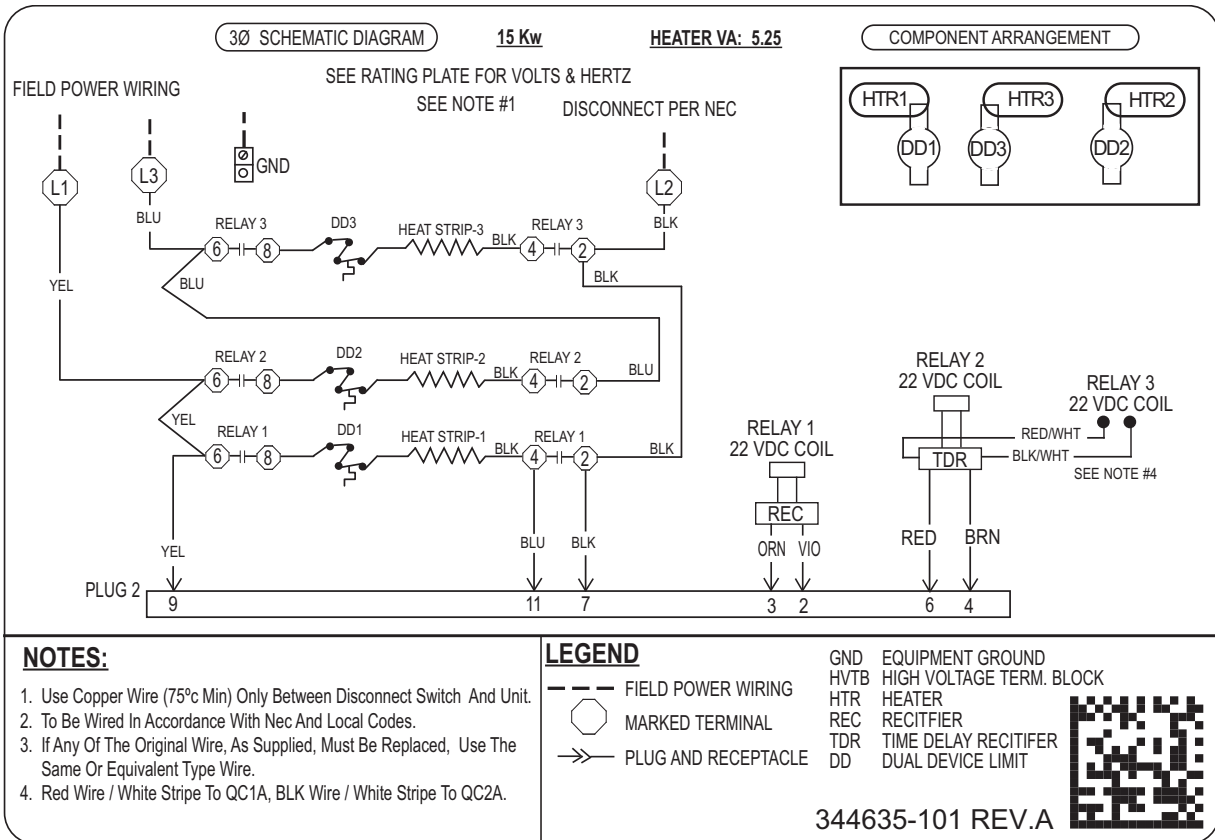 3Ø SCHEMATIC DIAGRAM
15 Kw
HEATER VA: 5.25
COMPONENT ARRANGEMENT
SEE RATING PLATE FOR VOLTS & HERTZ
SEE NOTE #1
FIELD POWER WIRING
DISCONNECT PER NEC
HTR1 HTR3 HTR2
DD1 DD3 DD2
GND
L1 L3 L2
BLU BLK
RELAY 3 DD3 HEAT STRIP-3 RELAY 3
6 8 BLK 4 2
YEL BLU BLK
RELAY 2 DD2 HEAT STRIP-2 RELAY 2
6 8 BLK 4 2 BLU
YEL
RELAY 1 DD1 HEAT STRIP-1 RELAY 1
6 8 BLK 4 2 BLK
RELAY 1
22 VDC COIL
REC
ORN VIO
RELAY 2
22 VDC COIL
RELAY 3
22 VDC COIL
RED/WHT
TDR
BLK/WHT
SEE NOTE #4
RED BRN
YEL BLU BLK
PLUG 2
9 11 7 3 2 6 4
NOTES:
1. Use Copper Wire (75ºc Min) Only Between Disconnect Switch And Unit.
2. To Be Wired In Accordance With Nec And Local Codes.
3. If Any Of The Original Wire, As Supplied, Must Be Replaced, Use The
Same Or Equivalent Type Wire.
4. Red Wire / White Stripe To QC1A, BLK Wire / White Stripe To QC2A.
LEGEND
FIELD POWER WIRING
MARKED TERMINAL
PLUG AND RECEPTACLE
GND EQUIPMENT GROUND
HVTB HIGH VOLTAGE TERM. BLOCK
HTR HEATER
REC RECITFIER
TDR TIME DELAY RECITIFER
DD DUAL DEVICE LIMIT
344635-101 REV.A